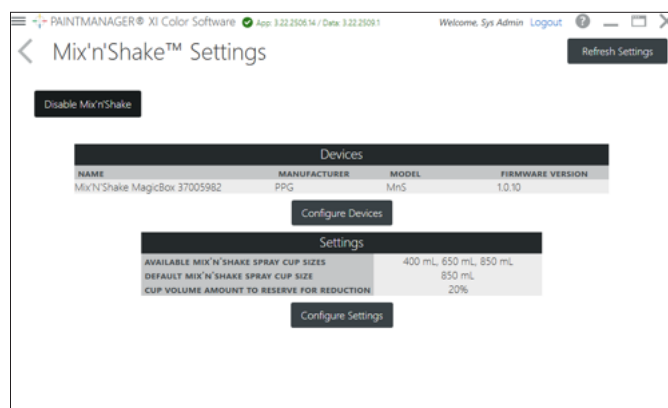 PAINTMANAGER® XI Color Software App: 3.22.2506.14 / Data: 3.22.2509.1 Welcome, Sys Admin Logout
Mix'n'Shake™ Settings Refresh Settings
Disable Mix'n'Shake
Devices
NAME MANUFACTURER MODEL FIRMWARE VERSION
Mix'N'Shake MagicBox 37005982 PPG MnS 1.0.10
Configure Devices
Settings
AVAILABLE MIX'N'SHAKE SPRAY CUP SIZES 400 mL, 650 mL, 850 mL
DEFAULT MIX'N'SHAKE SPRAY CUP SIZE 850 mL
CUP VOLUME AMOUNT TO RESERVE FOR REDUCTION 20%
Configure Settings